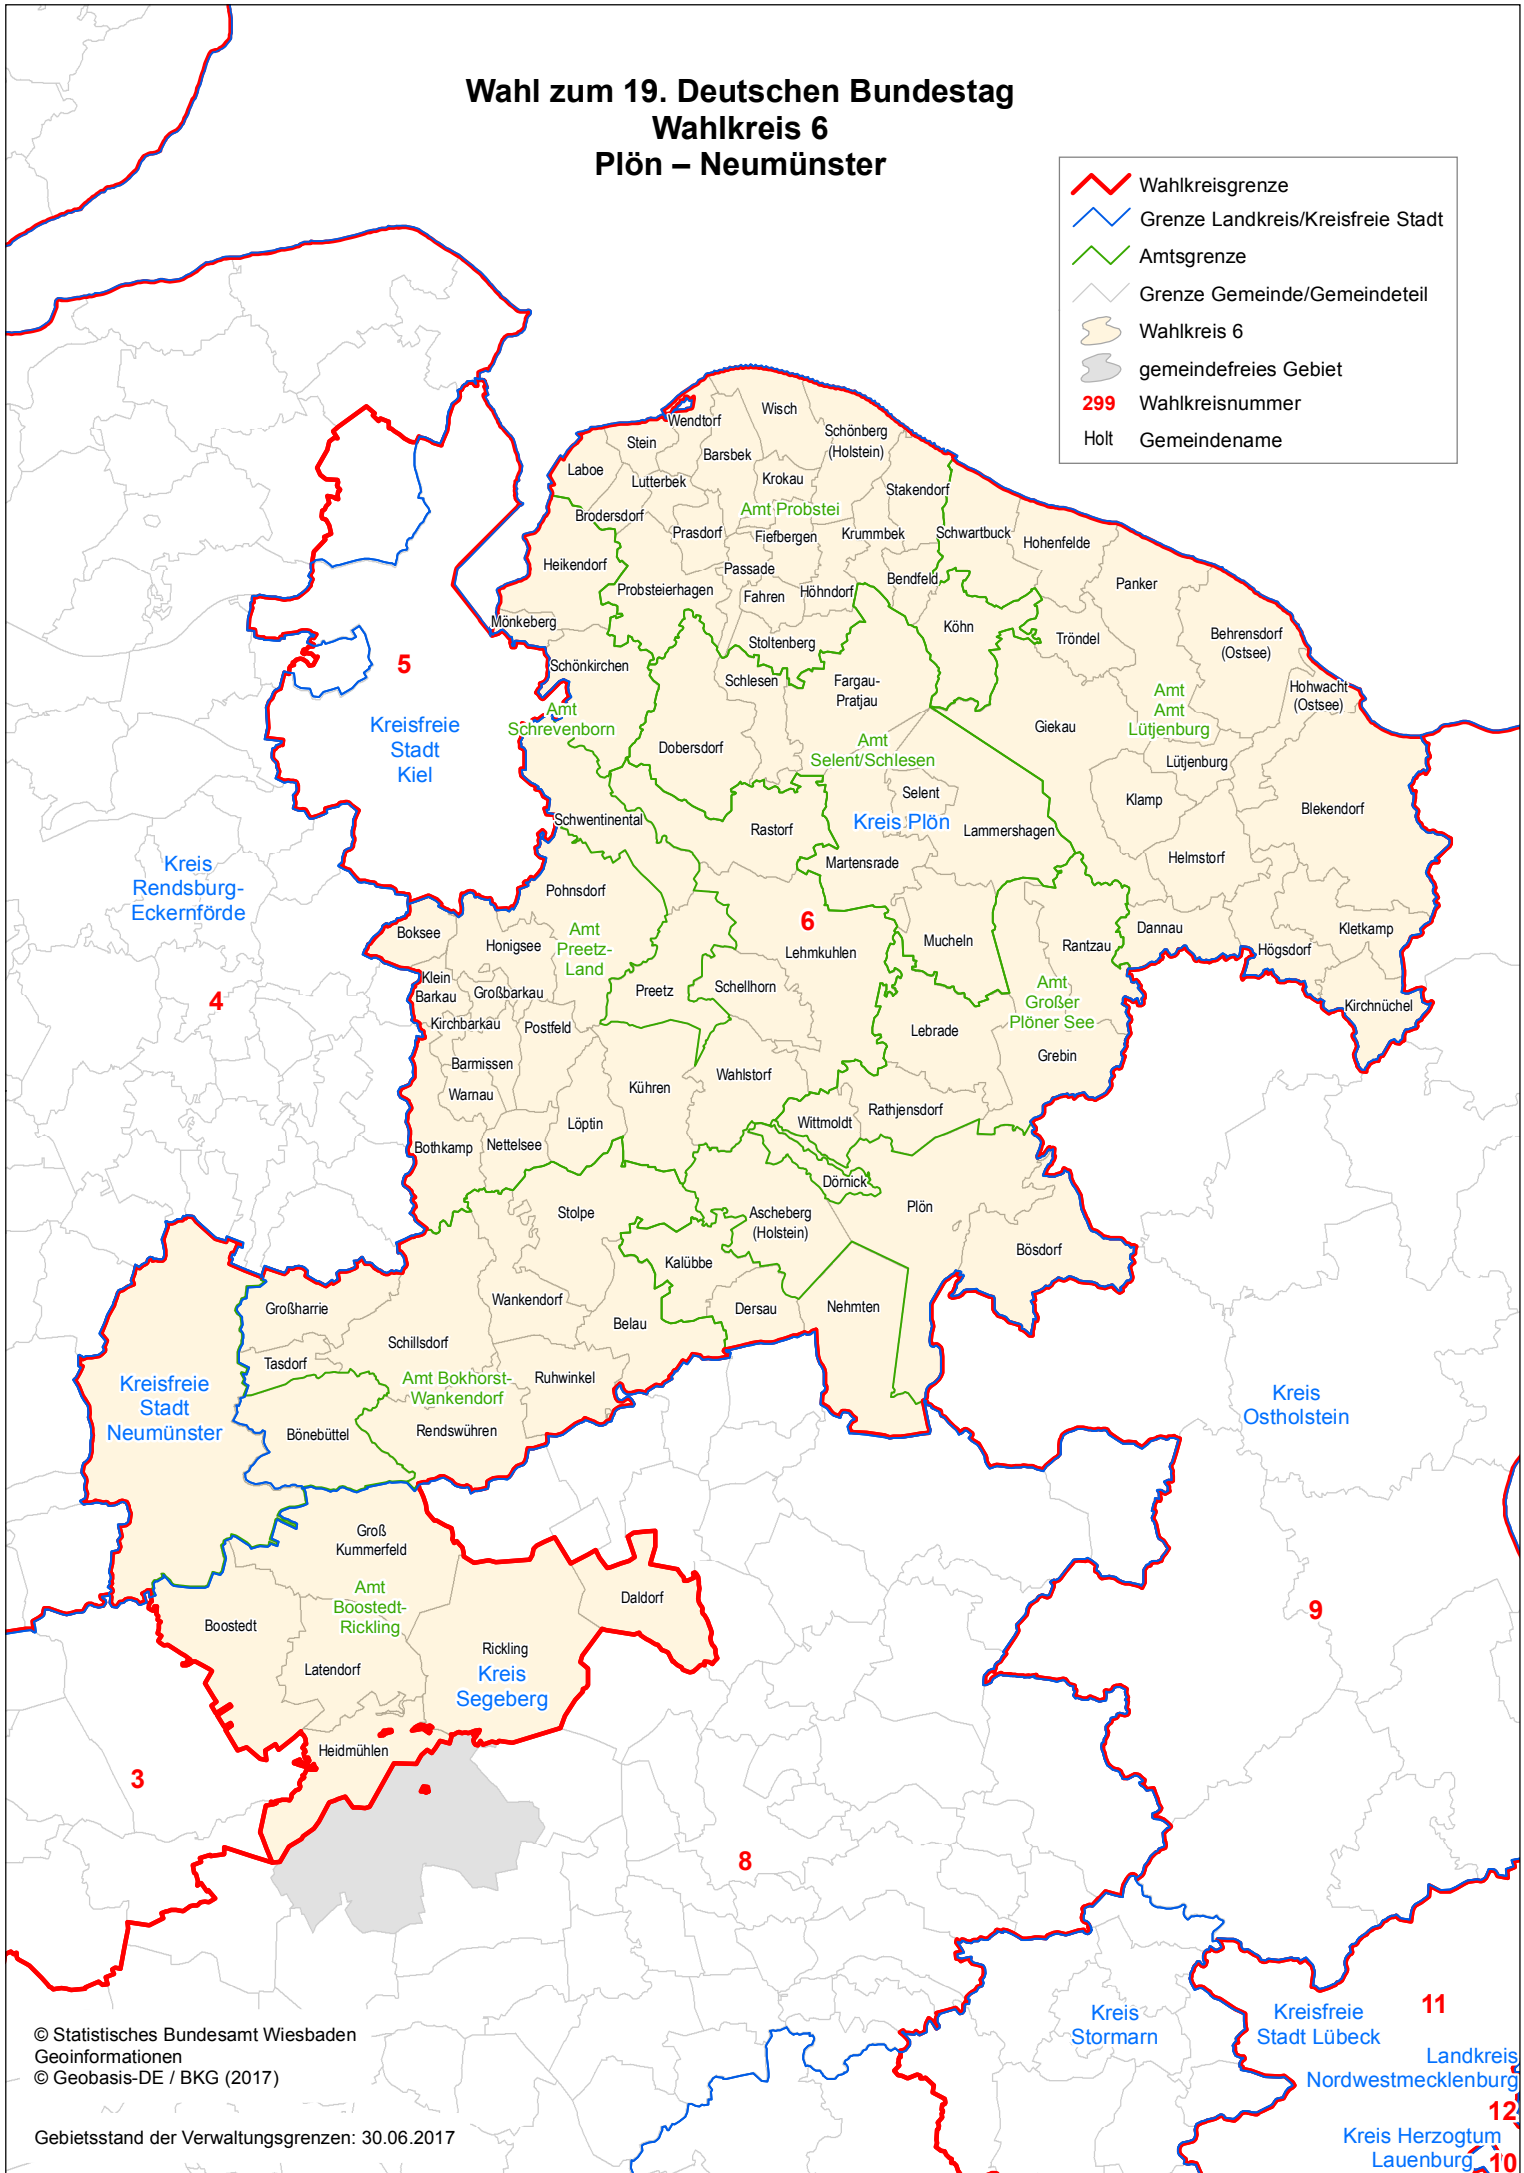 Wahl zum 19. Deutschen Bundestag
Wahlkreis 6
Plön – Neumünster
Wahlkreisgrenze
Grenze Landkreis/Kreisfreie Stadt
Amtsgrenze
Grenze Gemeinde/Gemeindeteil
Wahlkreis 6
gemeindefreies Gebiet
299 Wahlkreisnummer
Holt Gemeindename
Wisch
Wendtorf
Schönberg
(Holstein)
Stein
Barsbek
Laboe
Lutterbek
Krokau
Stakendorf
Amt Probstei
Brodersdorf
Prasdorf
Fiefbergen
Krummbek
Schwartbuck
Hohenfelde
Heikendorf
Passade
Bendfeld
Panker
Probsteierhagen
Fahren
Höhndorf
Mönkeberg
Köhn
Tröndel
Behrensdorf
(Ostsee)
Stoltenberg
5
Schönkirchen
Schlesen
Fargau-
Pratjau
Hohwacht
(Ostsee)
Amt
Amt
Lütjenburg
Amt
Schrevenborn
Kreisfreie
Stadt
Kiel
Giekau
Dobersdorf
Amt
Selent/Schlesen
Lütjenburg
Selent
Klamp
Blekendorf
Schwentinental
Rastorf
Kreis Plön
Lammershagen
Martensrade
Helmstorf
Kreis
Rendsburg-
Eckernförde
Pohnsdorf
6
Boksee
Honigsee
Amt
Preetz-
Land
Mucheln
Rantzau
Dannau
Kletkamp
Lehmkuhlen
Högsdorf
Klein
Barkau
Großbarkau
Preetz
Schellhorn
Amt
Großer
Plöner See
Kirchnüchel
4
Kirchbarkau
Postfeld
Lebrade
Barmissen
Grebin
Warnau
Kühren
Wahlstorf
Löptin
Wittmoldt
Rathjensdorf
Bothkamp
Nettelsee
Dörnick
Plön
Stolpe
Ascheberg
(Holstein)
Bösdorf
Kalübbe
Großharrie
Wankendorf
Dersau
Nehmten
Belau
Schillsdorf
Tasdorf
Ruhwinkel
Kreisfreie
Stadt
Neumünster
Amt Bokhorst-
Wankendorf
Kreis
Ostholstein
Bönebüttel
Rendswühren
Groß
Kummerfeld
Amt
Boostedt-
Rickling
Daldorf
9
Boostedt
Rickling
Latendorf
Kreis
Segeberg
Heidmühlen
3
8
11
Kreis
Stormarn
Kreisfreie
Stadt Lübeck
Landkreis
Nordwestmecklenburg
12
Kreis Herzogtum
Lauenburg
10
© Statistisches Bundesamt Wiesbaden
Geoinformationen
© Geobasis-DE / BKG (2017)
Gebietsstand der Verwaltungsgrenzen: 30.06.2017